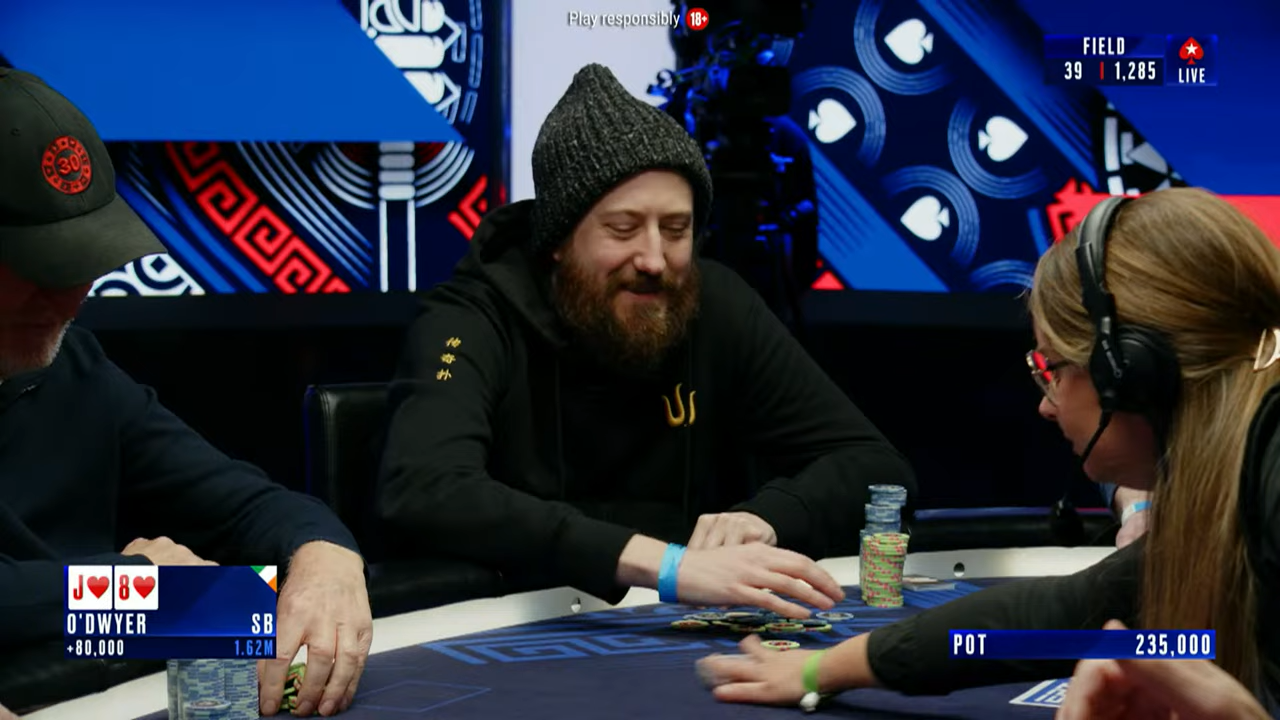 Play responsibly 18+
FIELD
39 | 1,285
LIVE
30
J♥ 8♥
O'DWYER SB
+80,000 1.62M
POT 235,000